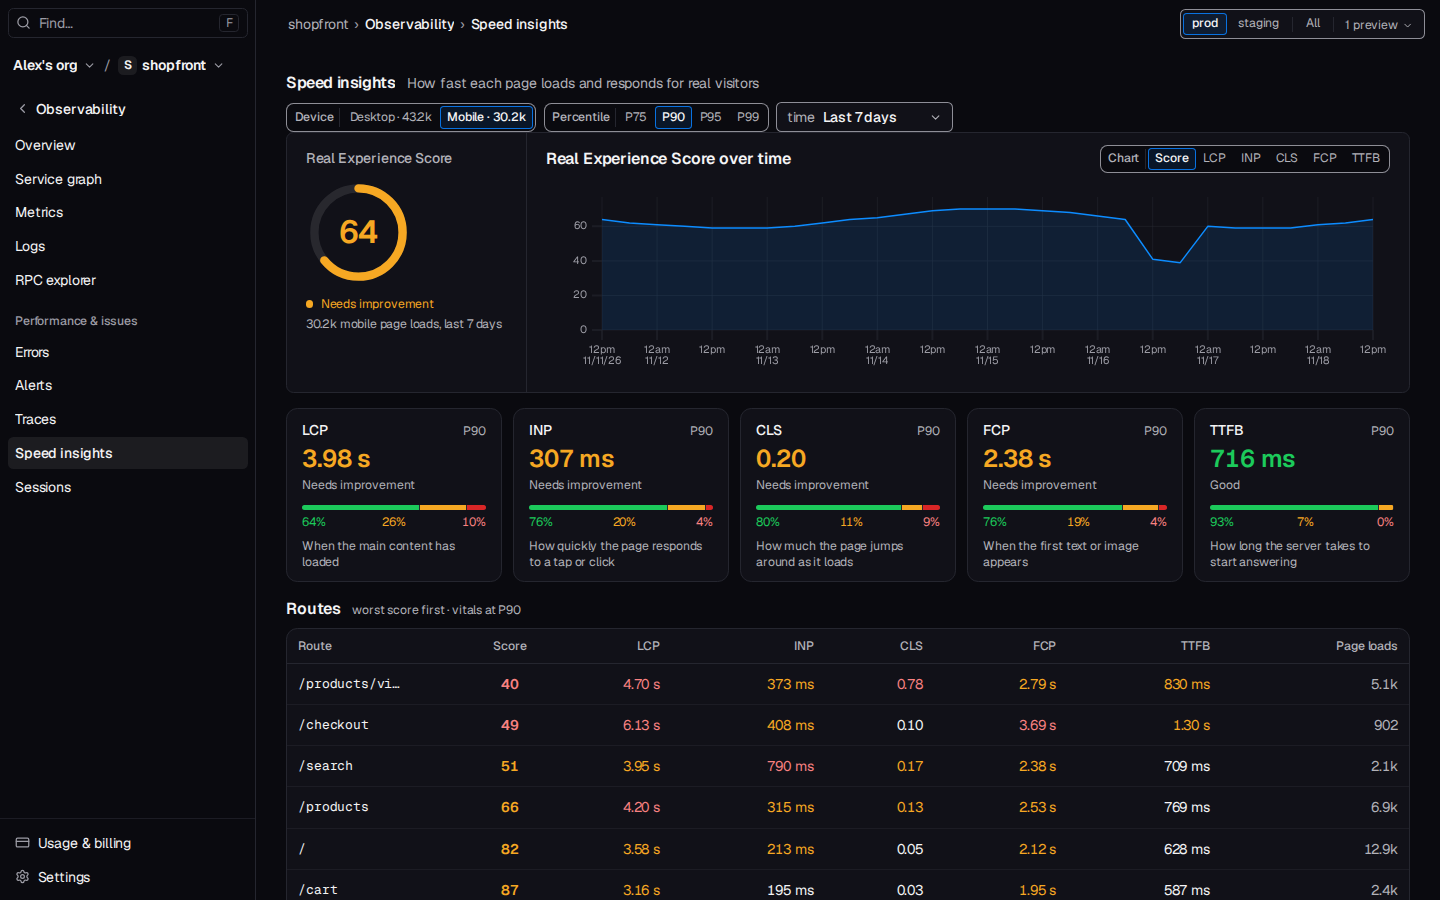 Find...
F
shopfront › Observability › Speed insights
prod staging All 1 preview
Alex's org / S shopfront
Observability
Overview
Service graph
Metrics
Logs
RPC explorer
Performance & issues
Errors
Alerts
Traces
Speed insights
Sessions
Usage & billing
Settings
Speed insights How fast each page loads and responds for real visitors
Device Desktop · 43.2k Mobile · 30.2k
Percentile P75 P90 P95 P99
time Last 7 days
Real Experience Score
64
Needs improvement
30.2k mobile page loads, last 7 days
Real Experience Score over time
Chart Score LCP INP CLS FCP TTFB
60
40
20
0
12pm 12am 12pm 12am 12pm 12am 12pm 12am 12pm 12am 12pm 12am 12pm 12am 12pm
11/11/26 11/12 11/13 11/14 11/15 11/16 11/17 11/18
LCP P90
3.98 s
Needs improvement
64% 26% 10%
When the main content has
loaded
INP P90
307 ms
Needs improvement
76% 20% 4%
How quickly the page responds
to a tap or click
CLS P90
0.20
Needs improvement
80% 11% 9%
How much the page jumps
around as it loads
FCP P90
2.38 s
Needs improvement
76% 19% 4%
When the first text or image
appears
TTFB P90
716 ms
Good
93% 7% 0%
How long the server takes to
start answering
Routes worst score first · vitals at P90
Route Score LCP INP CLS FCP TTFB Page loads
/products/vi… 40 4.70 s 373 ms 0.78 2.79 s 830 ms 5.1k
/checkout 49 6.13 s 408 ms 0.10 3.69 s 1.30 s 902
/search 51 3.95 s 790 ms 0.17 2.38 s 709 ms 2.1k
/products 66 4.20 s 315 ms 0.13 2.53 s 769 ms 6.9k
/ 82 3.58 s 213 ms 0.05 2.12 s 628 ms 12.9k
/cart 87 3.16 s 195 ms 0.03 1.95 s 587 ms 2.4k